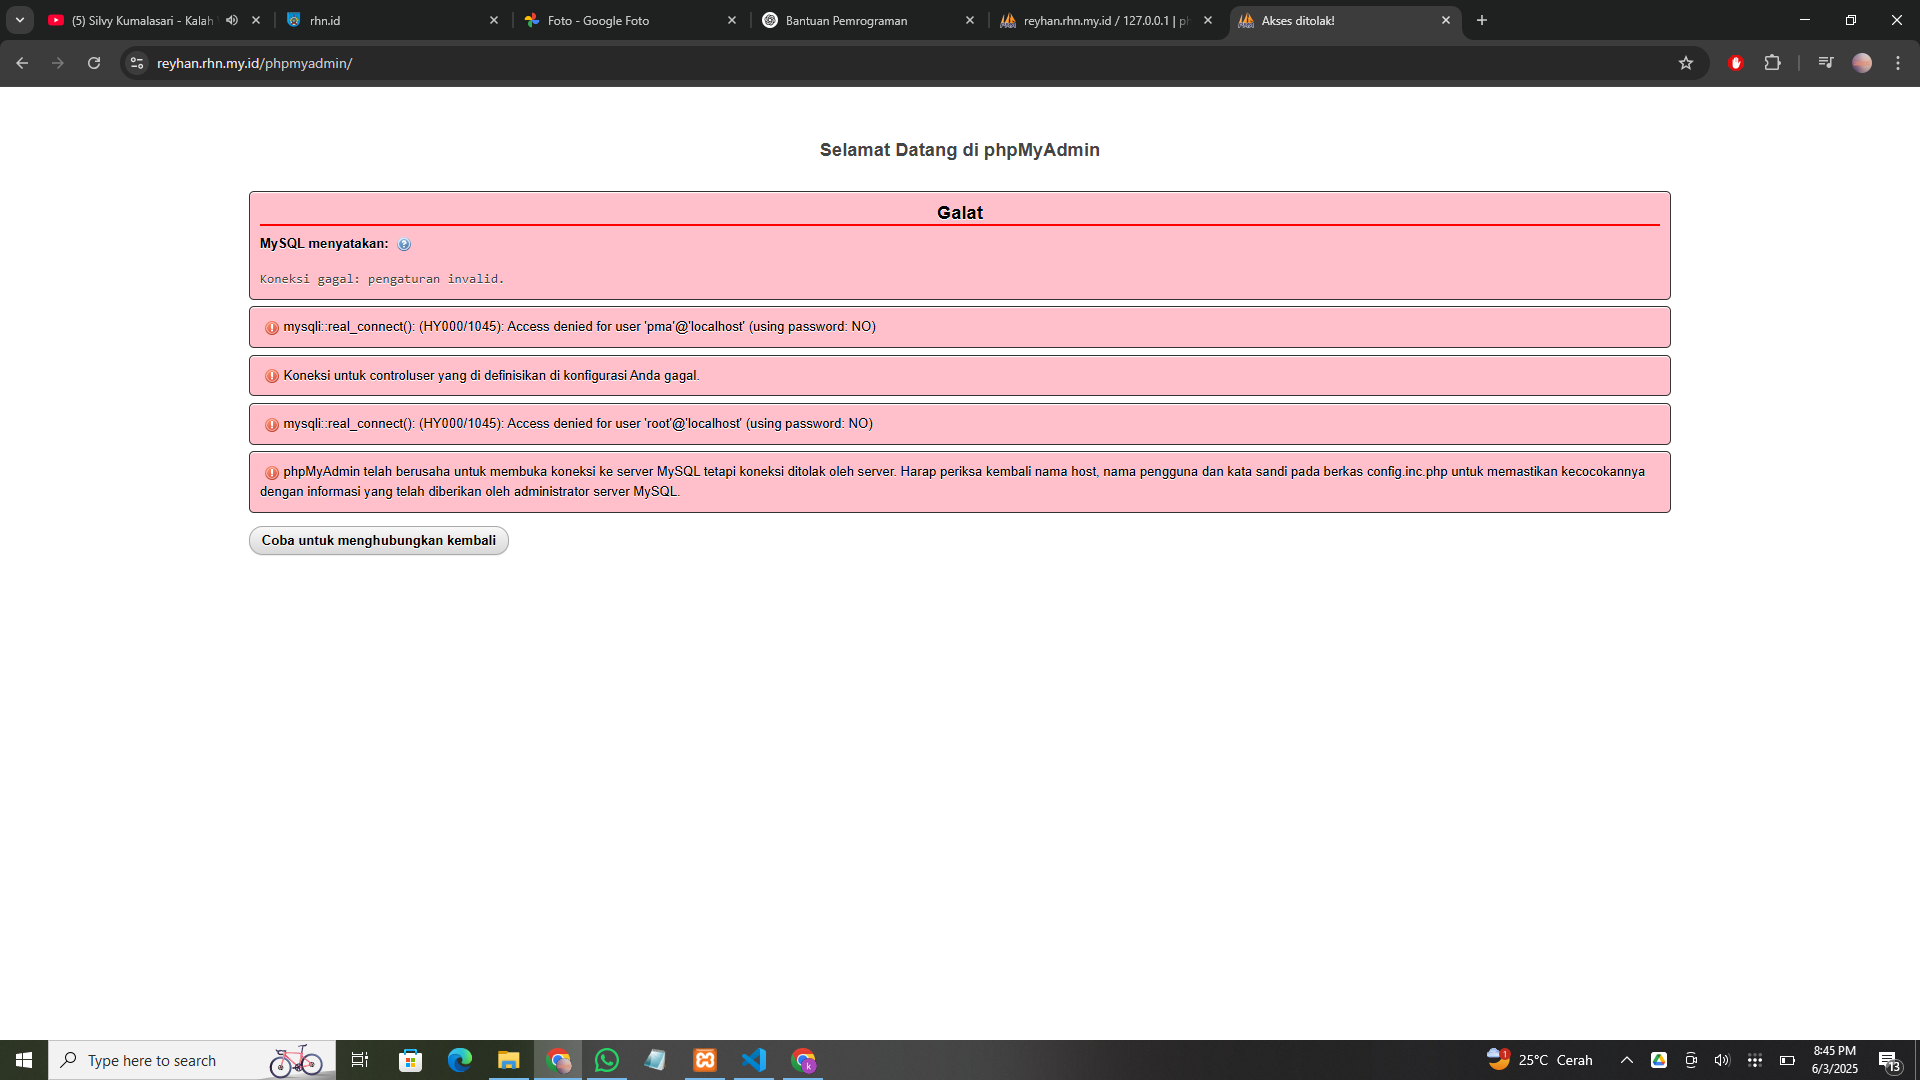 (5) Silvy Kumalasari - Kalah
rhn.id
Foto - Google Foto
Bantuan Pemrograman
reyhan.rhn.my.id / 127.0.0.1 | ph
Akses ditolak!
reyhan.rhn.my.id/phpmyadmin/
Selamat Datang di phpMyAdmin
Galat
MySQL menyatakan:
Koneksi gagal: pengaturan invalid.
mysqli::real_connect(): (HY000/1045): Access denied for user 'pma'@'localhost' (using password: NO)
Koneksi untuk controluser yang di definisikan di konfigurasi Anda gagal.
mysqli::real_connect(): (HY000/1045): Access denied for user 'root'@'localhost' (using password: NO)
phpMyAdmin telah berusaha untuk membuka koneksi ke server MySQL tetapi koneksi ditolak oleh server. Harap periksa kembali nama host, nama pengguna dan kata sandi pada berkas config.inc.php untuk memastikan kecocokannya
dengan informasi yang telah diberikan oleh administrator server MySQL.
Coba untuk menghubungkan kembali
Type here to search
1
25°C Cerah
8:45 PM
6/3/2025
13
k